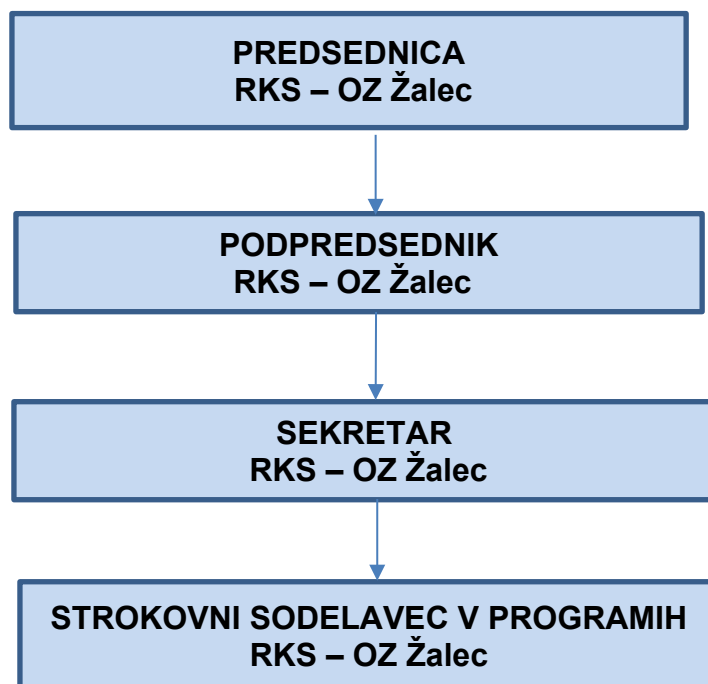 PREDSEDNICA
RKS – OZ Žalec
PODPREDSEDNIK
RKS – OZ Žalec
SEKRETAR
RKS – OZ Žalec
STROKOVNI SODELAVEC V PROGRAMIH
RKS – OZ Žalec